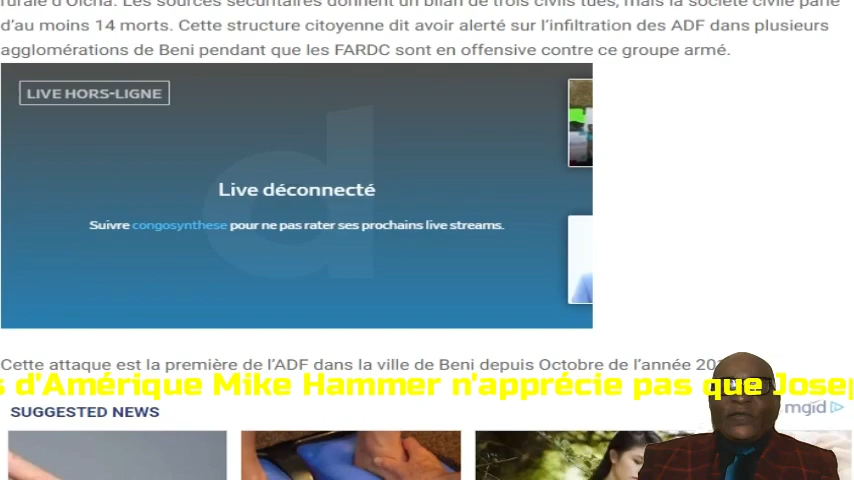 rurale d'Oicha. Les sources sécuritaires donnent un bilan de trois civils tués, mais la société civile parle
d'au moins 14 morts. Cette structure citoyenne dit avoir alerté sur l'infiltration des ADF dans plusieurs
agglomérations de Beni pendant que les FARDC sont en offensive contre ce groupe armé.
LIVE HORS-LIGNE
Live déconnecté
Suivre congosynthese pour ne pas rater ses prochains live streams.
Cette attaque est la première de l'ADF dans la ville de Beni depuis Octobre de l'année
s d'Amérique Mike Hammer n'apprécie pas que Josep
SUGGESTED NEWS
mgid